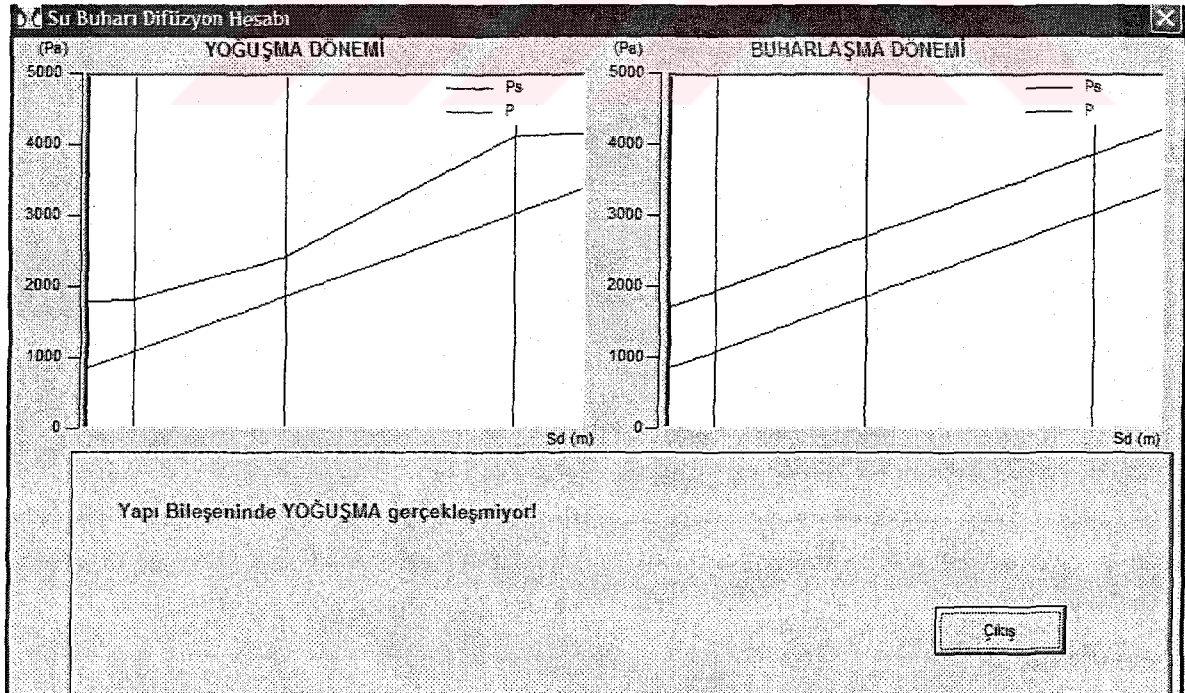 Su Buharı Difüzyon Hesabı
(Pa)
YOĞUŞMA DÖNEMİ
5000
4000
3000
2000
1000
0
Ps
P
Sd (m)
(Pa)
BUHARLAŞMA DÖNEMİ
5000
4000
3000
2000
1000
0
Ps
P
Sd (m)
Yapı Bileşeninde YOĞUŞMA gerçekleşmiyor!
Çıkış